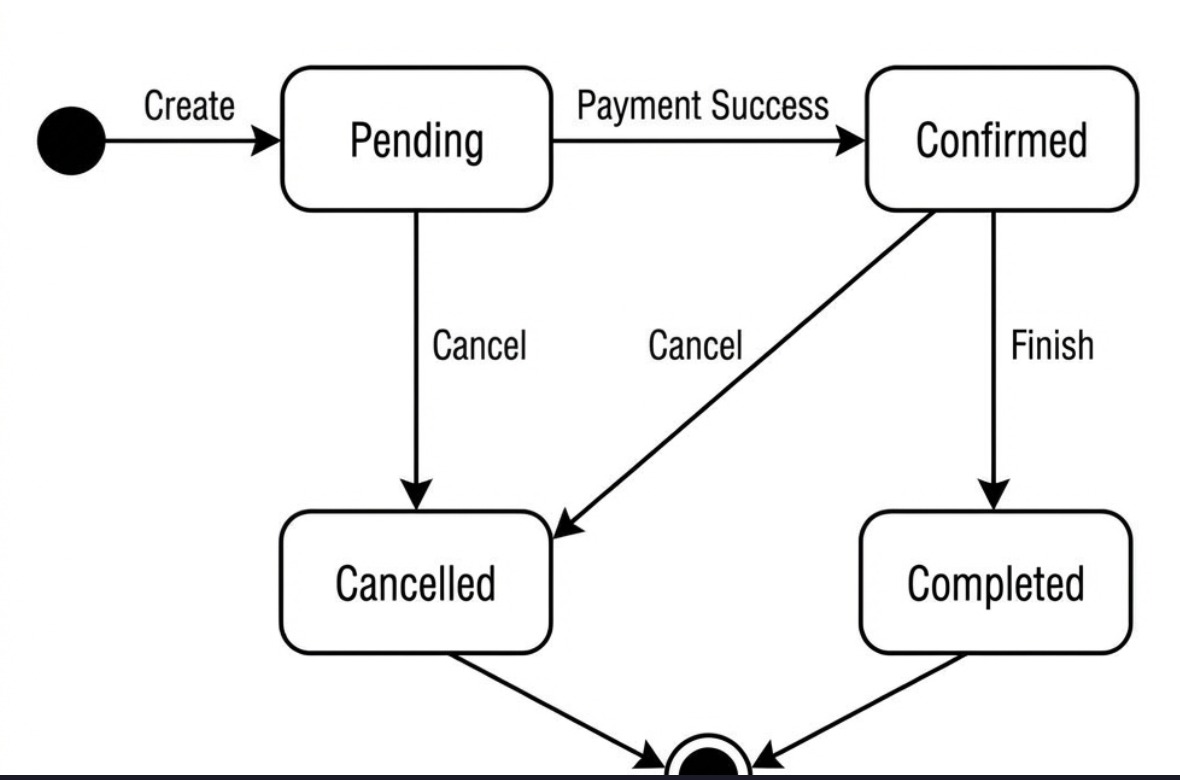 Create
Pending
Payment Success
Confirmed
Cancel
Cancel
Finish
Cancelled
Completed